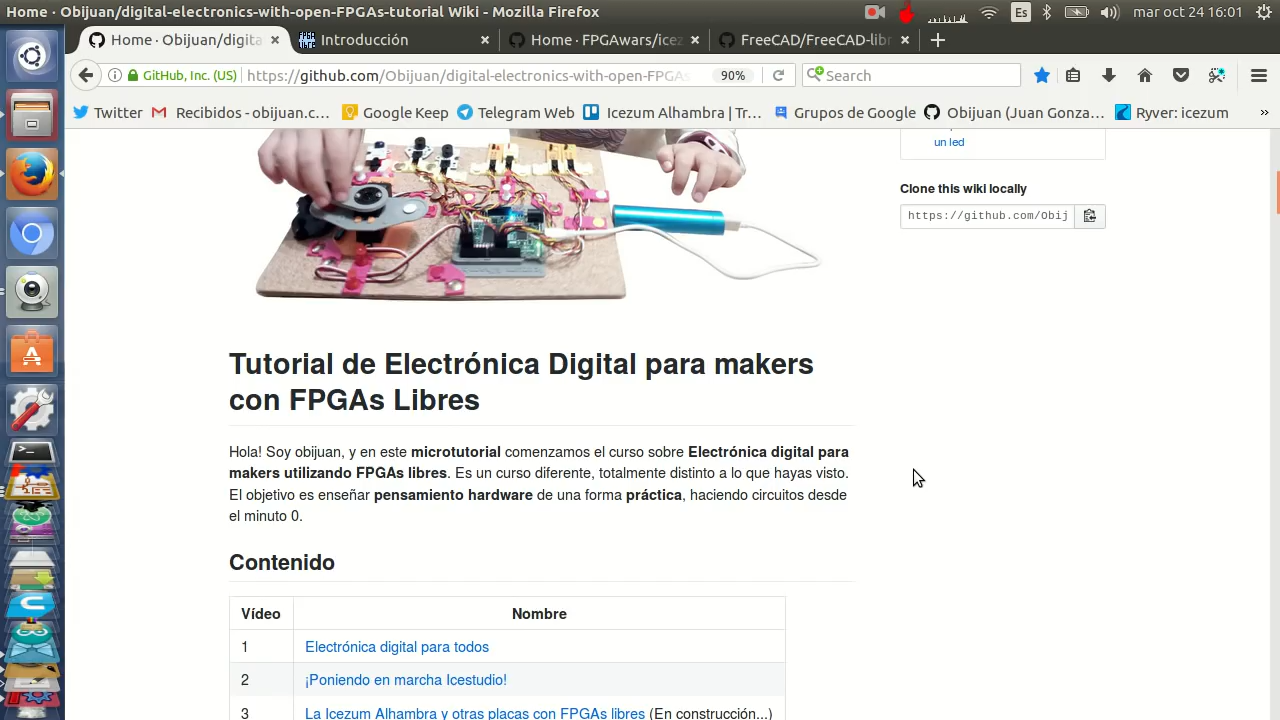 Home · Obijuan/digital-electronics-with-open-FPGAs-tutorial Wiki - Mozilla Firefox
Es
mar oct 24 16:01
Home · Obijuan/digita
Introducción
Home · FPGAwars/icez
FreeCAD/FreeCAD-libr
GitHub, Inc. (US)
https://github.com/Obijuan/digital-electronics-with-open-FPGAs
90%
Search
Twitter
Recibidos - obijuan.c...
Google Keep
Telegram Web
Icezum Alhambra | Tr...
Grupos de Google
Obijuan (Juan Gonza...
Ryver: icezum
un led
Clone this wiki locally
https://github.com/Obij
Tutorial de Electrónica Digital para makers
con FPGAs Libres
Hola! Soy obijuan, y en este microtutorial comenzamos el curso sobre Electrónica digital para
makers utilizando FPGAs libres. Es un curso diferente, totalmente distinto a lo que hayas visto.
El objetivo es enseñar pensamiento hardware de una forma práctica, haciendo circuitos desde
el minuto 0.
Contenido
Vídeo Nombre
1 Electrónica digital para todos
2 ¡Poniendo en marcha Icestudio!
3 La Icezum Alhambra y otras placas con FPGAs libres (En construcción...)